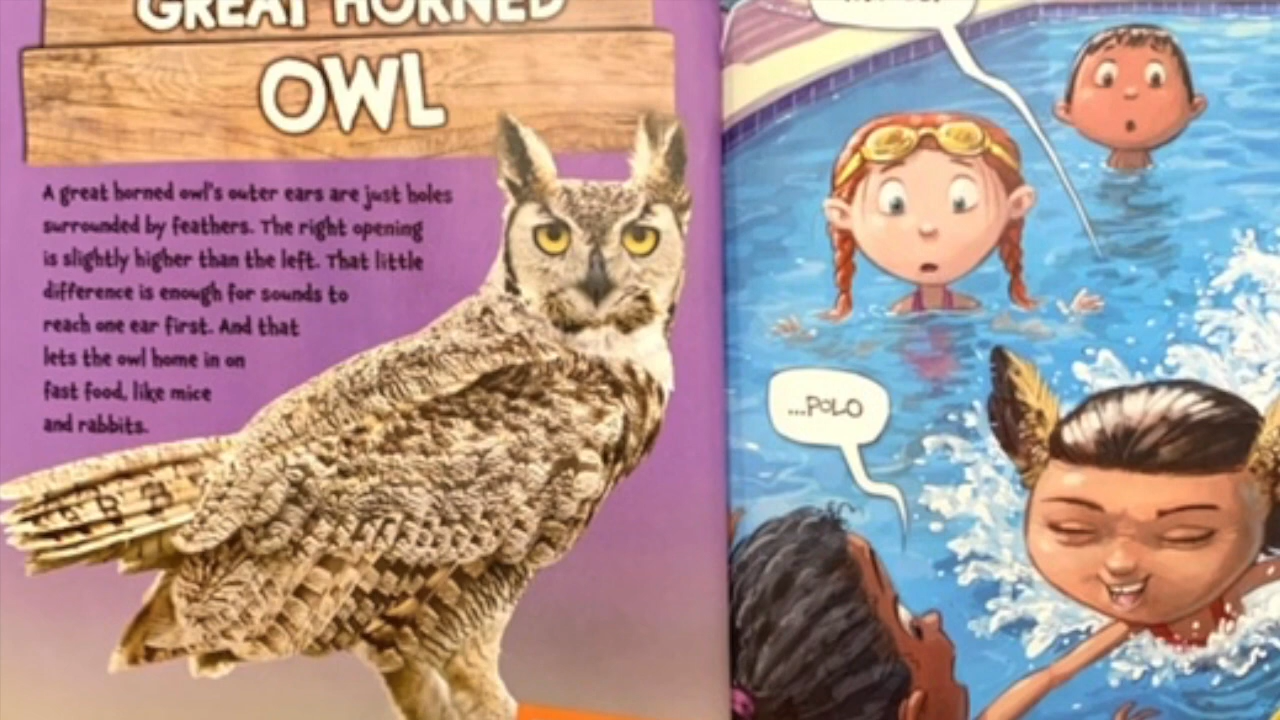 GREAT HORNED
OWL
A great horned owl's outer ears are just holes
surrounded by feathers. The right opening
is slightly higher than the left. That little
difference is enough for sounds to
reach one ear first. And that
lets the owl home in on
fast food, like mice
and rabbits.
...POLO